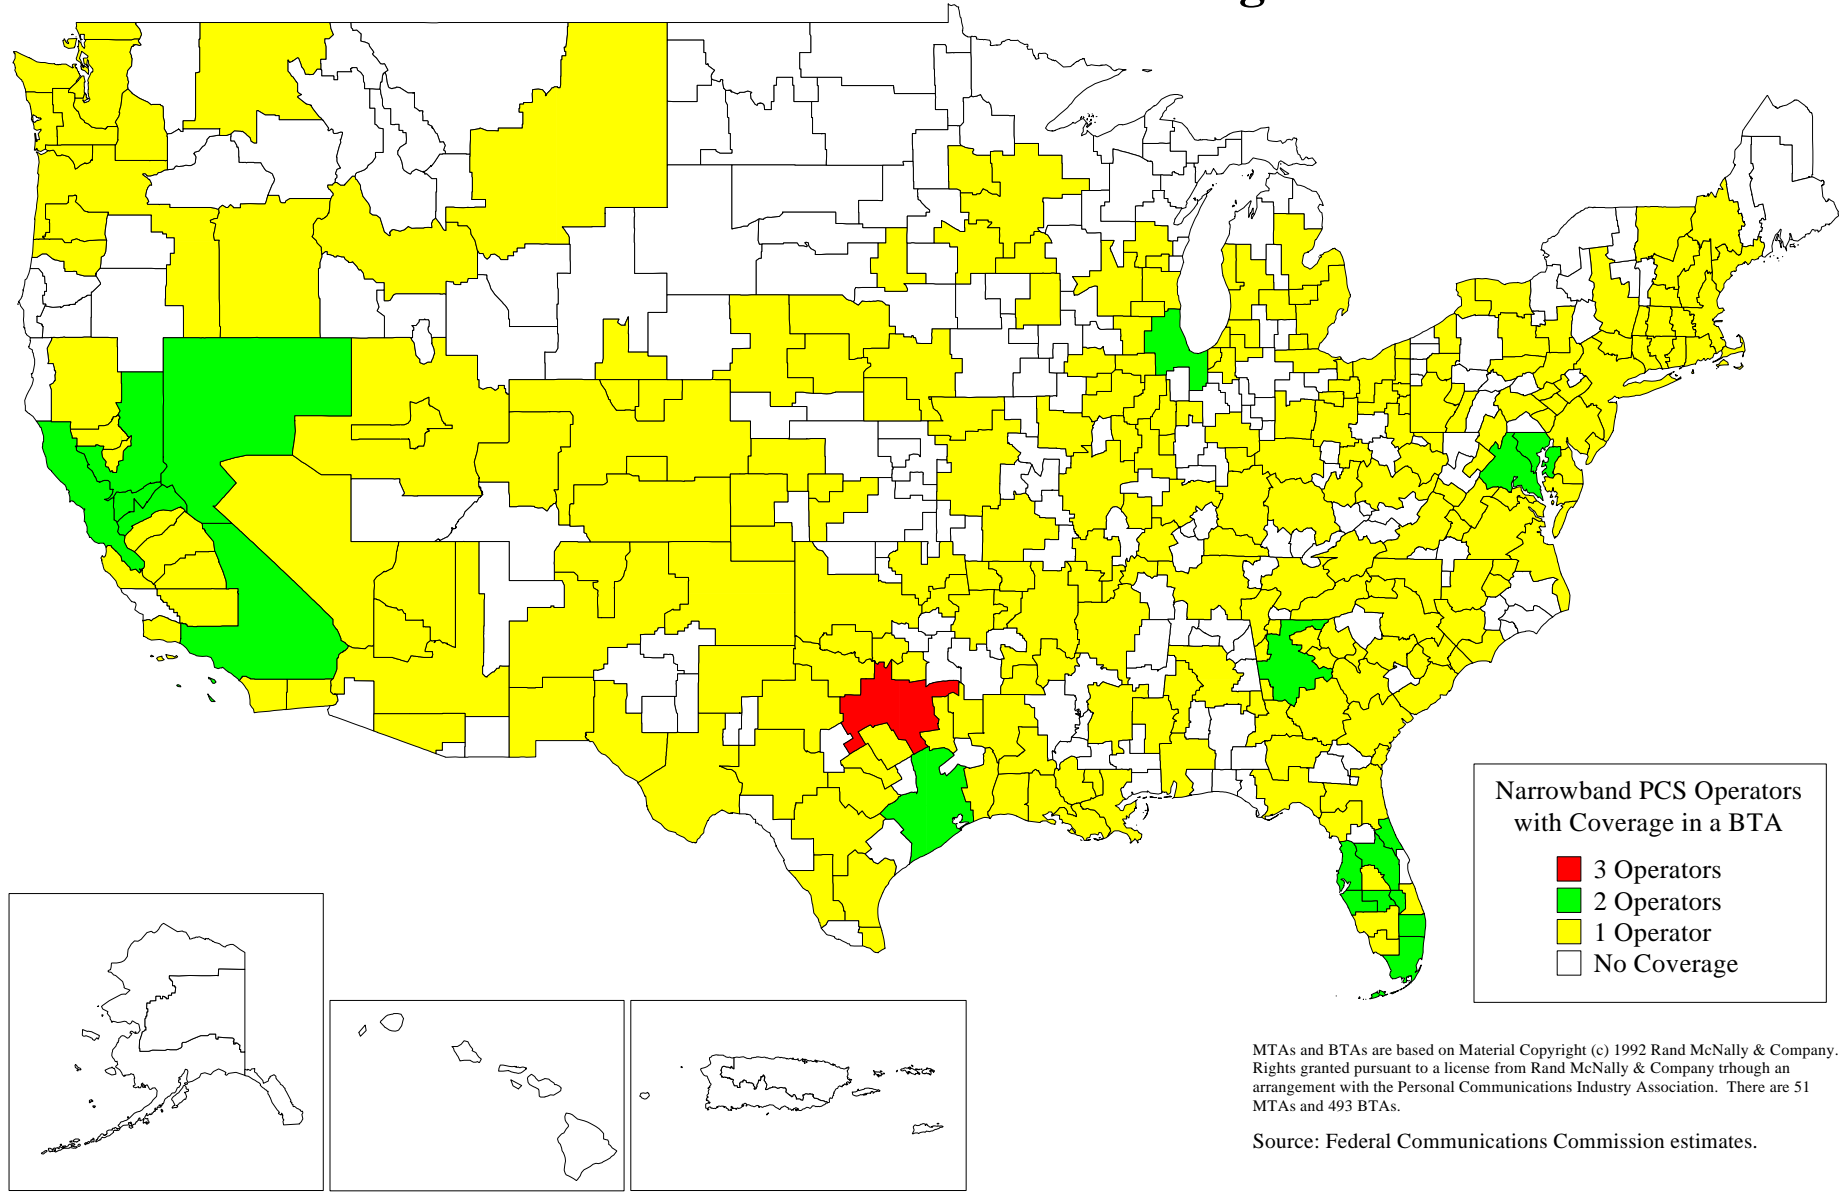 g
Narrowband PCS Operators
with Coverage in a BTA
3 Operators
2 Operators
1 Operator
No Coverage
MTAs and BTAs are based on Material Copyright (c) 1992 Rand McNally & Company.
Rights granted pursuant to a license from Rand McNally & Company trhough an
arrangement with the Personal Communications Industry Association.  There are 51
MTAs and 493 BTAs.
Source: Federal Communications Commission estimates.